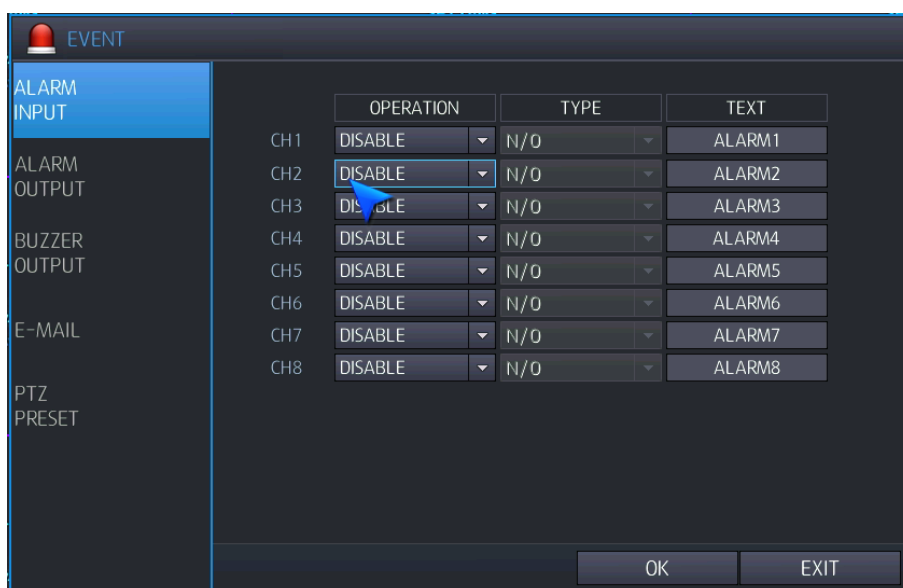 EVENT
ALARM
INPUT
ALARM
OUTPUT
BUZZER
OUTPUT
E-MAIL
PTZ
PRESET
OPERATION TYPE TEXT
CH1 DISABLE N/O ALARM1
CH2 DISABLE N/O ALARM2
CH3 DISABLE N/O ALARM3
CH4 DISABLE N/O ALARM4
CH5 DISABLE N/O ALARM5
CH6 DISABLE N/O ALARM6
CH7 DISABLE N/O ALARM7
CH8 DISABLE N/O ALARM8
OK EXIT